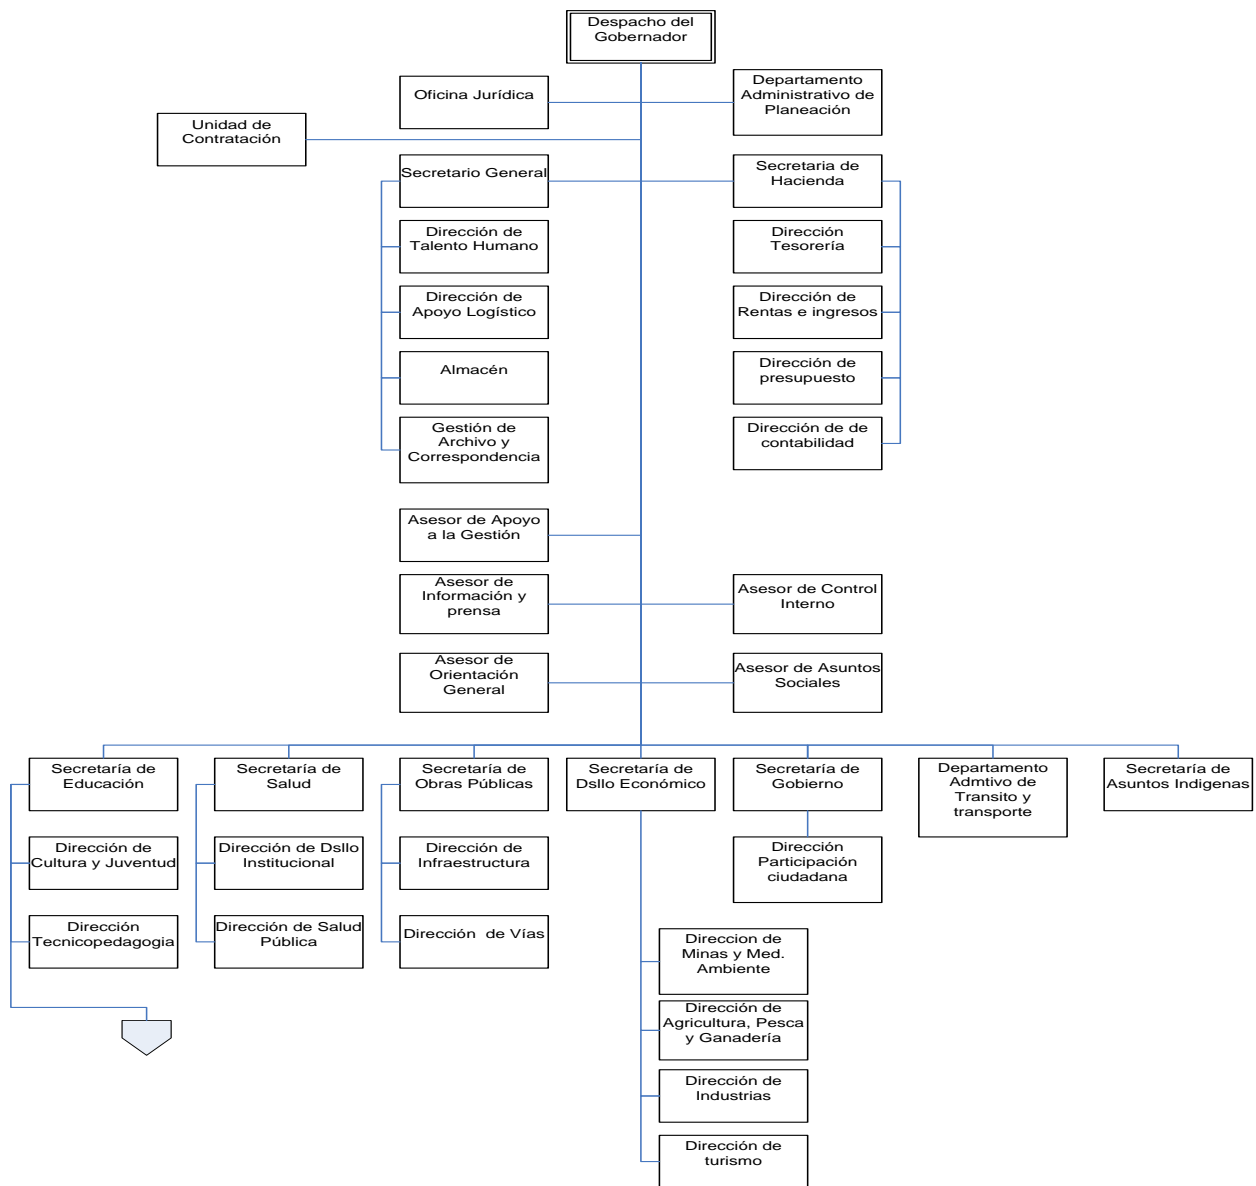 Despacho del
Gobernador
Oficina Jurídica
Departamento
Administrativo de
Planeación
Unidad de
Contratación
Secretario General
Secretaria de
Hacienda
Dirección de
Talento Humano
Dirección
Tesorería
Dirección de
Apoyo Logístico
Dirección de
Rentas e ingresos
Almacén
Dirección de
presupuesto
Gestión de
Archivo y
Correspondencia
Dirección de de
contabilidad
Asesor de Apoyo
a la Gestión
Asesor de
Información y
prensa
Asesor de Control
Interno
Asesor de
Orientación
General
Asesor de Asuntos
Sociales
Secretaría de
Educación
Secretaría de
Salud
Secretaría de
Obras Públicas
Secretaría de
Dsllo Económico
Secretaría de
Gobierno
Departamento
Admtivo de
Transito y
transporte
Secretaría de
Asuntos Indigenas
Dirección de
Cultura y Juventud
Dirección de Dsllo
Institucional
Dirección de
Infraestructura
Dirección
Participación
ciudadana
Dirección
Tecnicopedagogia
Dirección de Salud
Pública
Dirección  de Vías
Direccion de
Minas y Med.
Ambiente
Dirección de
Agricultura, Pesca
y Ganadería
Dirección de
Industrias
Dirección de
turismo